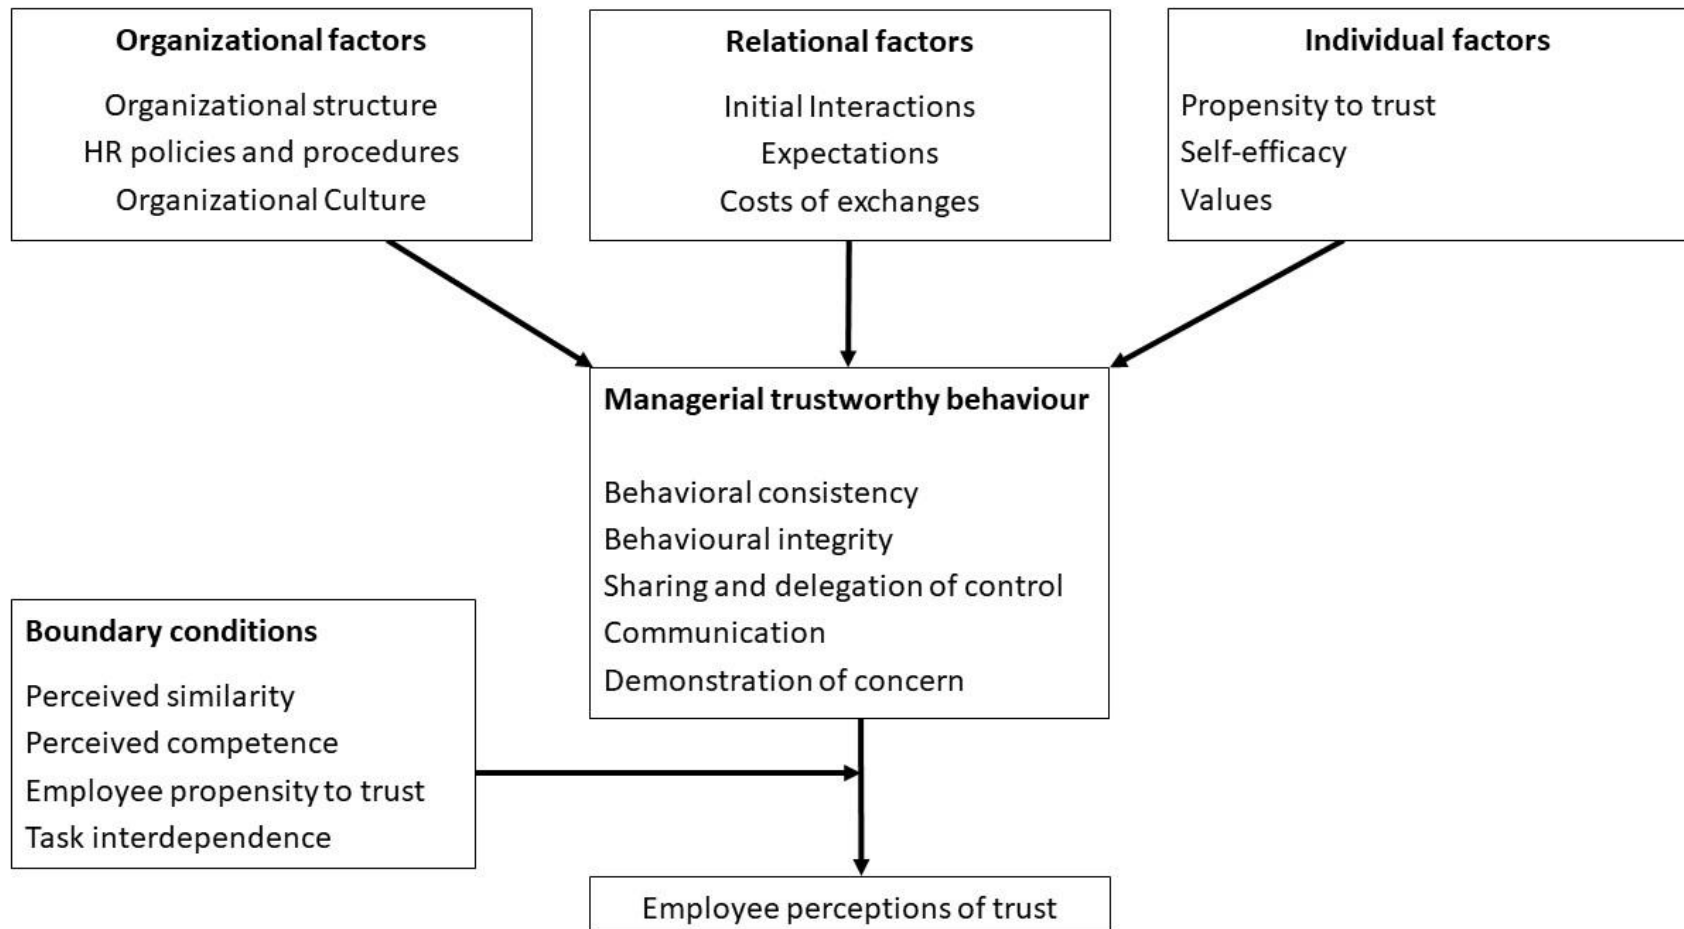 Organizational factors
Organizational structure
HR policies and procedures
Organizational Culture
Relational factors
Initial Interactions
Expectations
Costs of exchanges
Individual factors
Propensity to trust
Self-efficacy
Values
Managerial trustworthy behaviour
Behavioral consistency
Behavioural integrity
Sharing and delegation of control
Communication
Demonstration of concern
Boundary conditions
Perceived similarity
Perceived competence
Employee propensity to trust
Task interdependence
Employee perceptions of trust